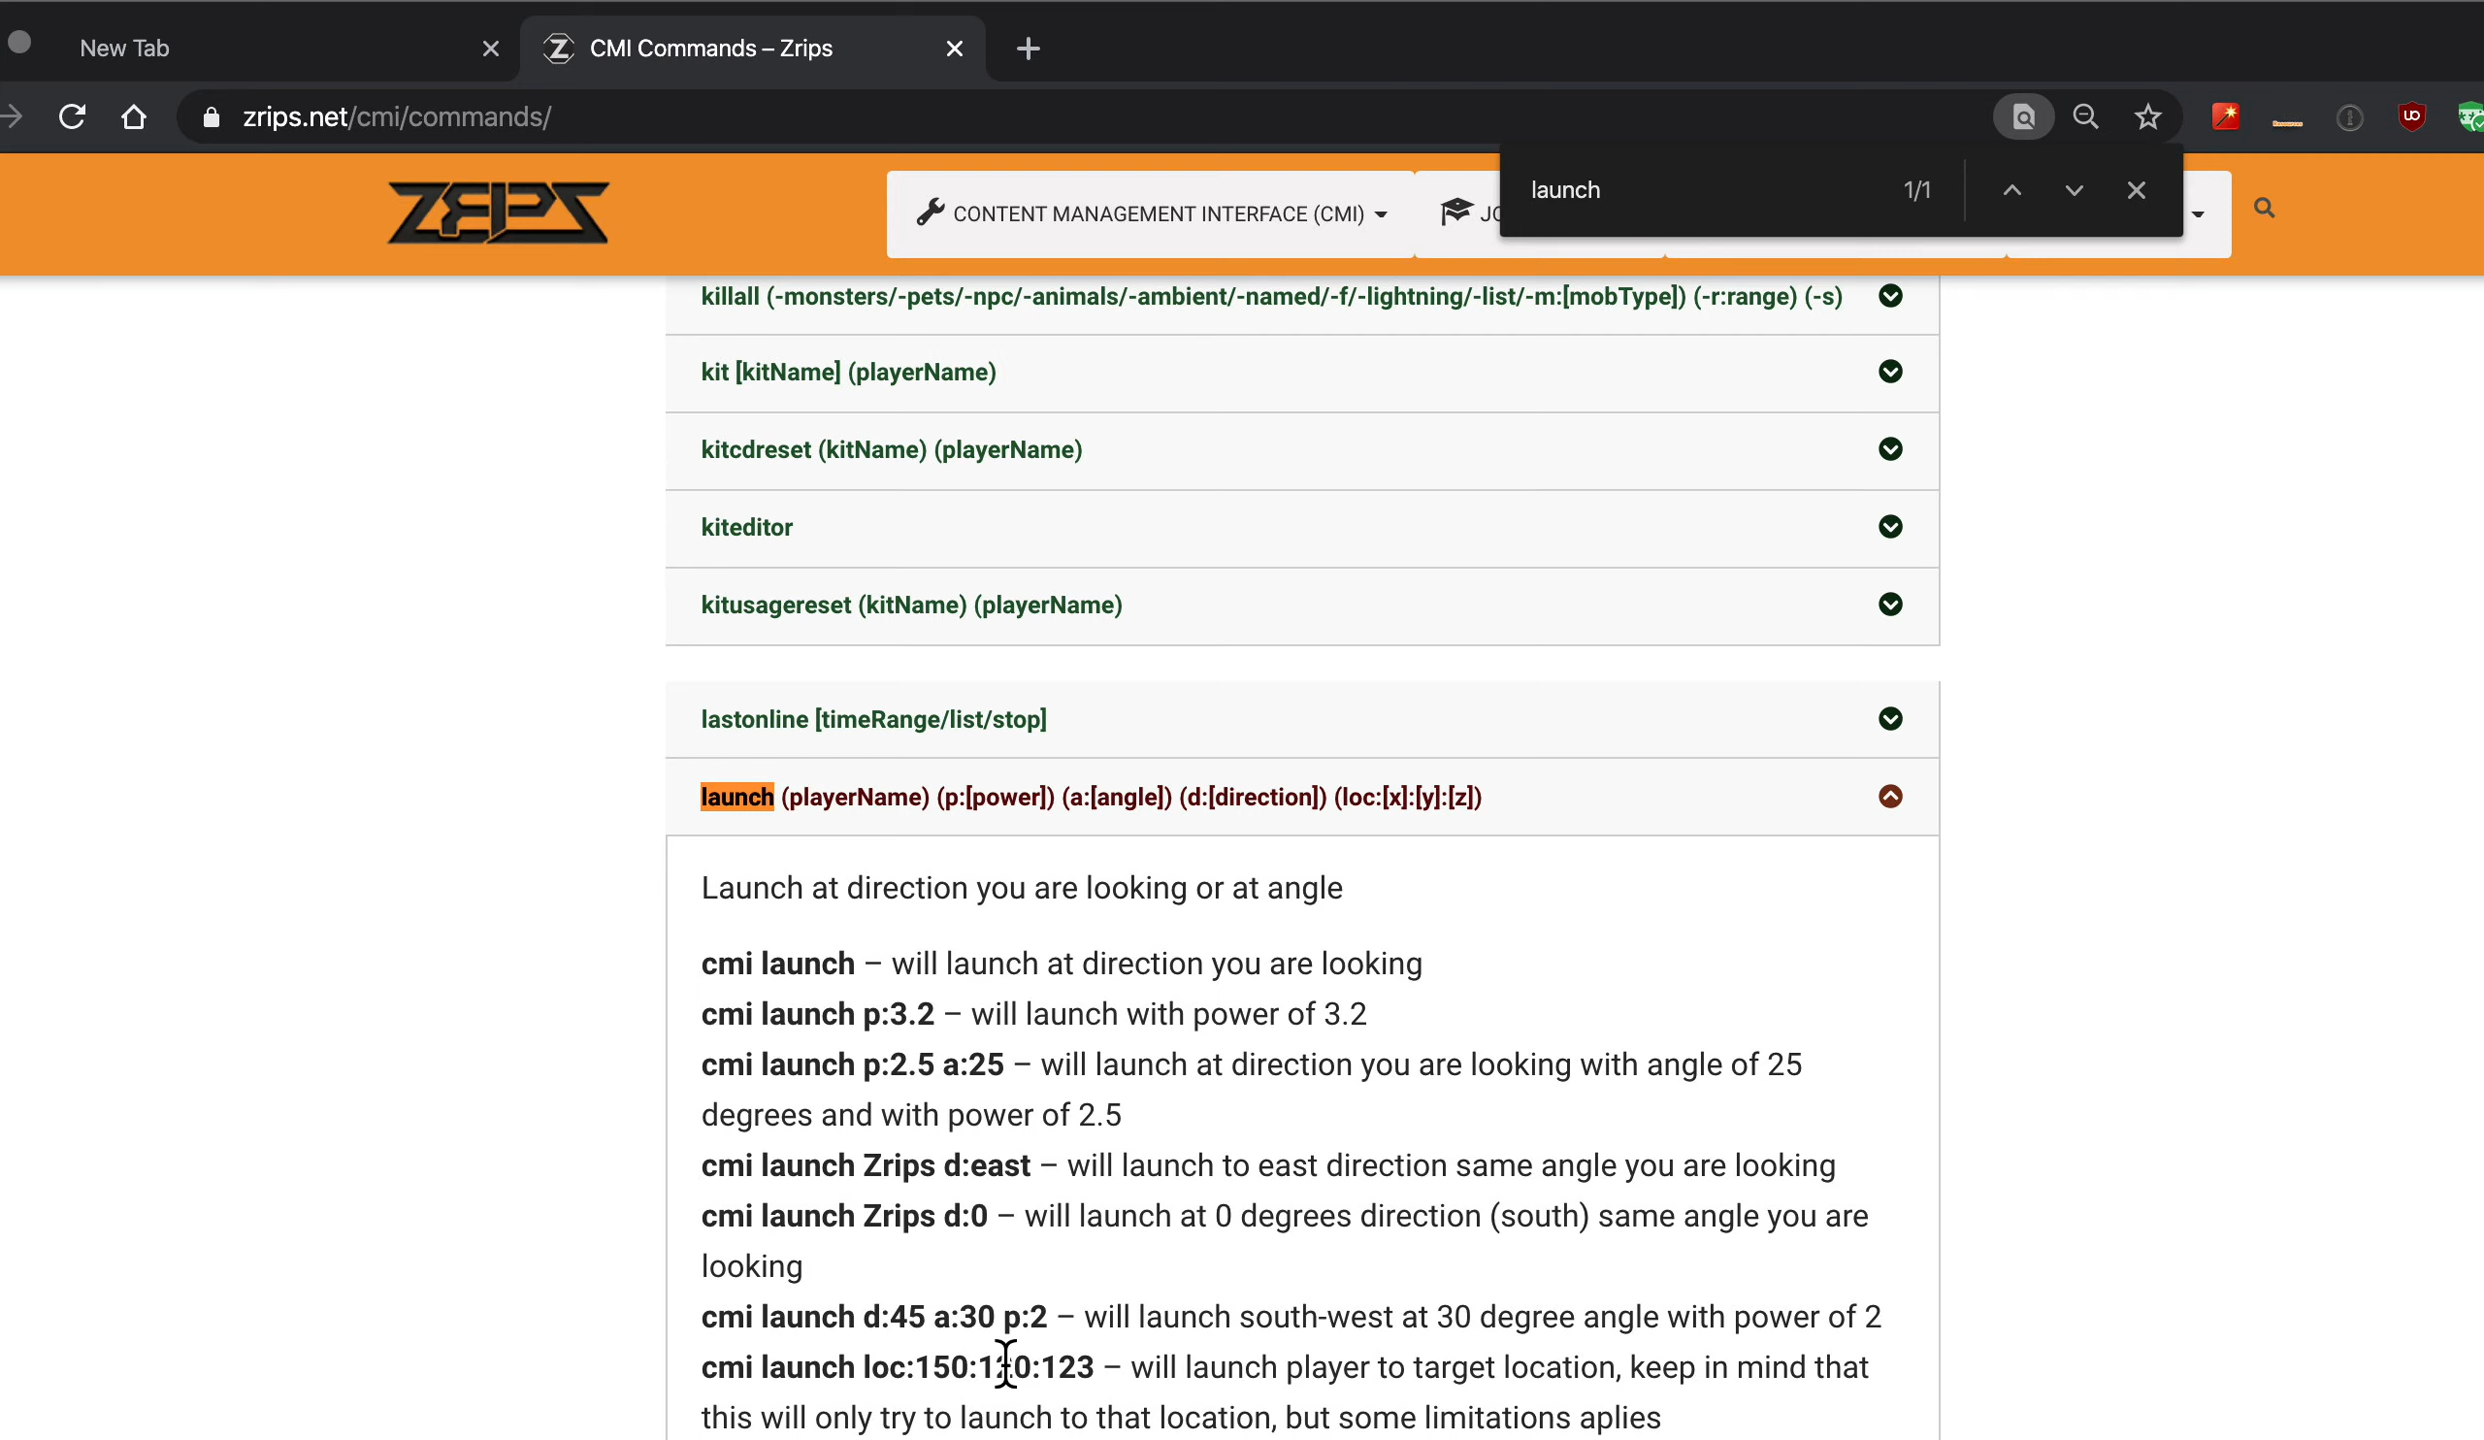 New Tab
CMI Commands – Zrips
zrips.net/cmi/commands/
launch 1/1
ZRIPS
CONTENT MANAGEMENT INTERFACE (CMI)
killall (-monsters/-pets/-npc/-animals/-ambient/-named/-f/-lightning/-list/-m:[mobType]) (-r:range) (-s)
kit [kitName] (playerName)
kitcdreset (kitName) (playerName)
kiteditor
kitusagereset (kitName) (playerName)
lastonline [timeRange/list/stop]
launch (playerName) (p:[power]) (a:[angle]) (d:[direction]) (loc:[x]:[y]:[z])
Launch at direction you are looking or at angle
cmi launch – will launch at direction you are looking
cmi launch p:3.2 – will launch with power of 3.2
cmi launch p:2.5 a:25 – will launch at direction you are looking with angle of 25
degrees and with power of 2.5
cmi launch Zrips d:east – will launch to east direction same angle you are looking
cmi launch Zrips d:0 – will launch at 0 degrees direction (south) same angle you are
looking
cmi launch d:45 a:30 p:2 – will launch south-west at 30 degree angle with power of 2
cmi launch – will launch player to target location, keep in mind that
this will only try to launch to that location, but some limitations aplies